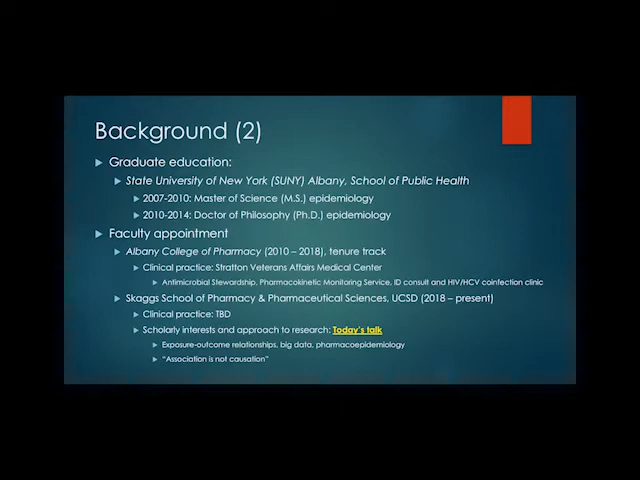 Background (2)
Graduate education:
State University of New York (SUNY) Albany, School of Public Health
2007-2010: Master of Science (M.S.) epidemiology
2010-2014: Doctor of Philosophy (Ph.D.) epidemiology
Faculty appointment
Albany College of Pharmacy (2010 – 2018), tenure track
Clinical practice: Stratton Veterans Affairs Medical Center
Antimicrobial Stewardship, Pharmacokinetic Monitoring Service, ID consult and HIV/HCV coinfection clinic
Skaggs School of Pharmacy & Pharmaceutical Sciences, UCSD (2018 – present)
Clinical practice: TBD
Scholarly interests and approach to research: Today's talk
Exposure-outcome relationships, big data, pharmacoepidemiology
"Association is not causation"